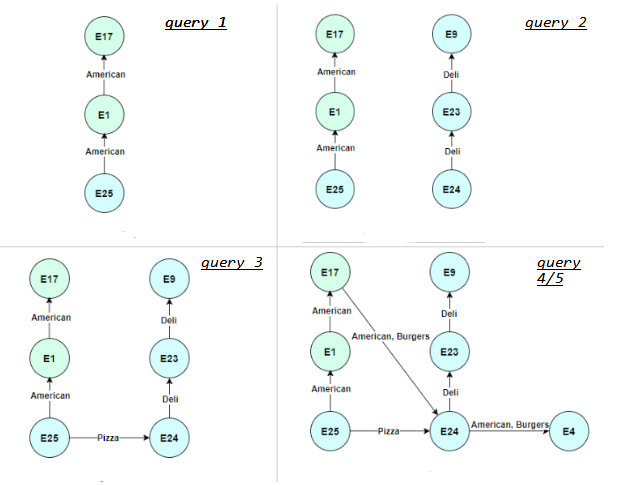 query 1
E17
American
E1
American
E25
query 2
E17 E9
American Deli
E1 E23
American Deli
E25 E24
query 3
E17 E9
American Deli
E1 E23
American Deli
E25 Pizza E24
query
4/5
E17 E9
American Deli
American, Burgers
E1 E23
American Deli
E25 Pizza E24 American, Burgers E4